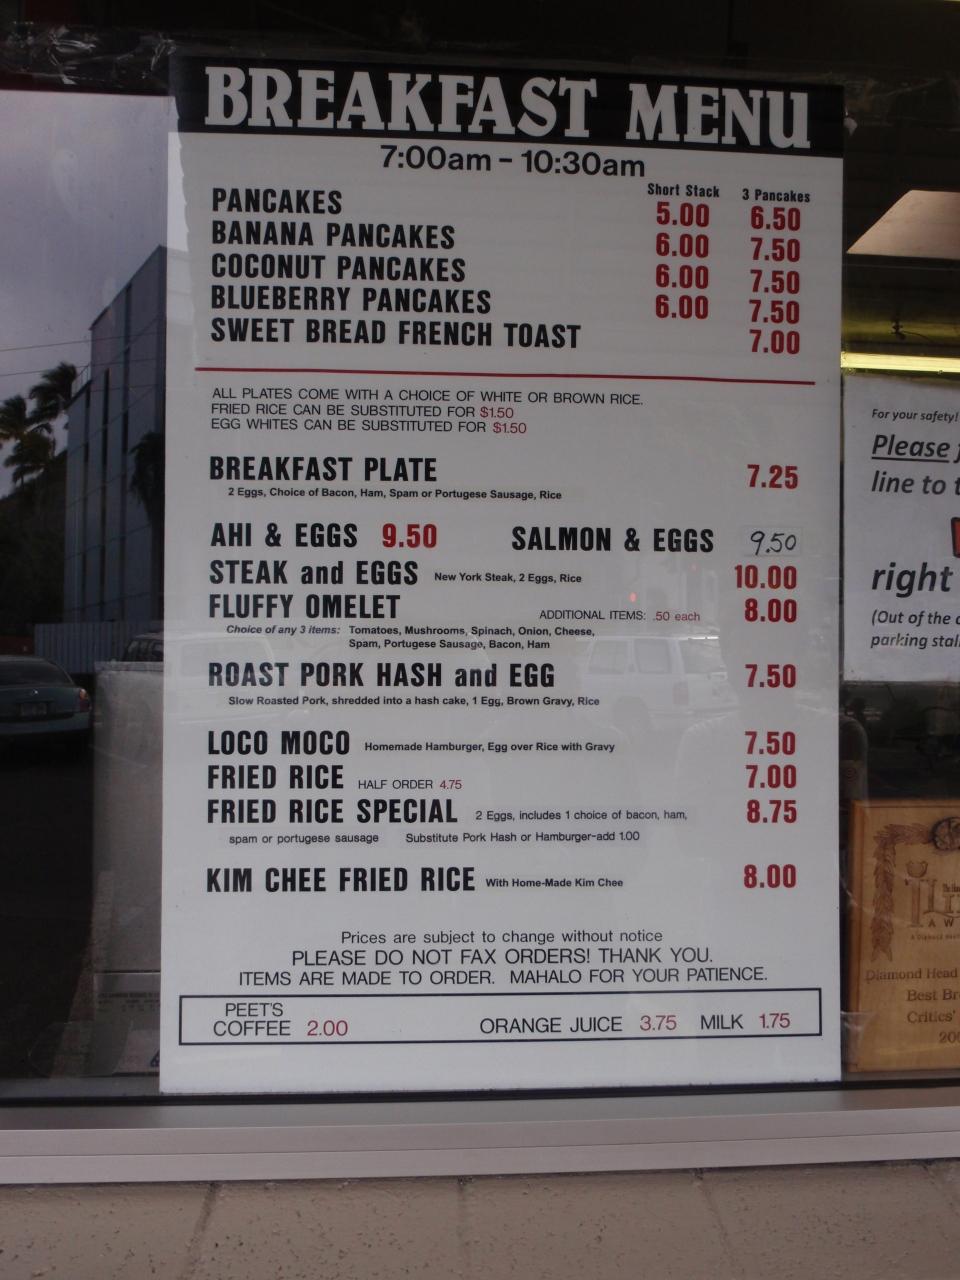 BREAKFAST MENU
7:00am - 10:30am
Short Stack 3 Pancakes
PANCAKES 5.00 6.50
BANANA PANCAKES 6.00 7.50
COCONUT PANCAKES 6.00 7.50
BLUEBERRY PANCAKES 6.00 7.50
SWEET BREAD FRENCH TOAST 7.00
ALL PLATES COME WITH A CHOICE OF WHITE OR BROWN RICE.
FRIED RICE CAN BE SUBSTITUTED FOR $1.50
EGG WHITES CAN BE SUBSTITUTED FOR $1.50
BREAKFAST PLATE 7.25
2 Eggs, Choice of Bacon, Ham, Spam or Portugese Sausage, Rice
AHI & EGGS 9.50 SALMON & EGGS 9.50
STEAK and EGGS New York Steak, 2 Eggs, Rice 10.00
FLUFFY OMELET ADDITIONAL ITEMS: .50 each 8.00
Choice of any 3 items: Tomatoes, Mushrooms, Spinach, Onion, Cheese,
Spam, Portugese Sausage, Bacon, Ham
ROAST PORK HASH and EGG 7.50
Slow Roasted Pork, shredded into a hash cake, 1 Egg, Brown Gravy, Rice
LOCO MOCO Homemade Hamburger, Egg over Rice with Gravy 7.50
FRIED RICE HALF ORDER 4.75 7.00
FRIED RICE SPECIAL 2 Eggs, includes 1 choice of bacon, ham, 8.75
spam or portugese sausage Substitute Pork Hash or Hamburger-add 1.00
KIM CHEE FRIED RICE With Home-Made Kim Chee 8.00
Prices are subject to change without notice
PLEASE DO NOT FAX ORDERS! THANK YOU.
ITEMS ARE MADE TO ORDER. MAHALO FOR YOUR PATIENCE.
PEET'S
COFFEE 2.00 ORANGE JUICE 3.75 MILK 1.75
For your safety!
Please
line to
right
(Out of the
parking
Diamond Head
Best
Critics'